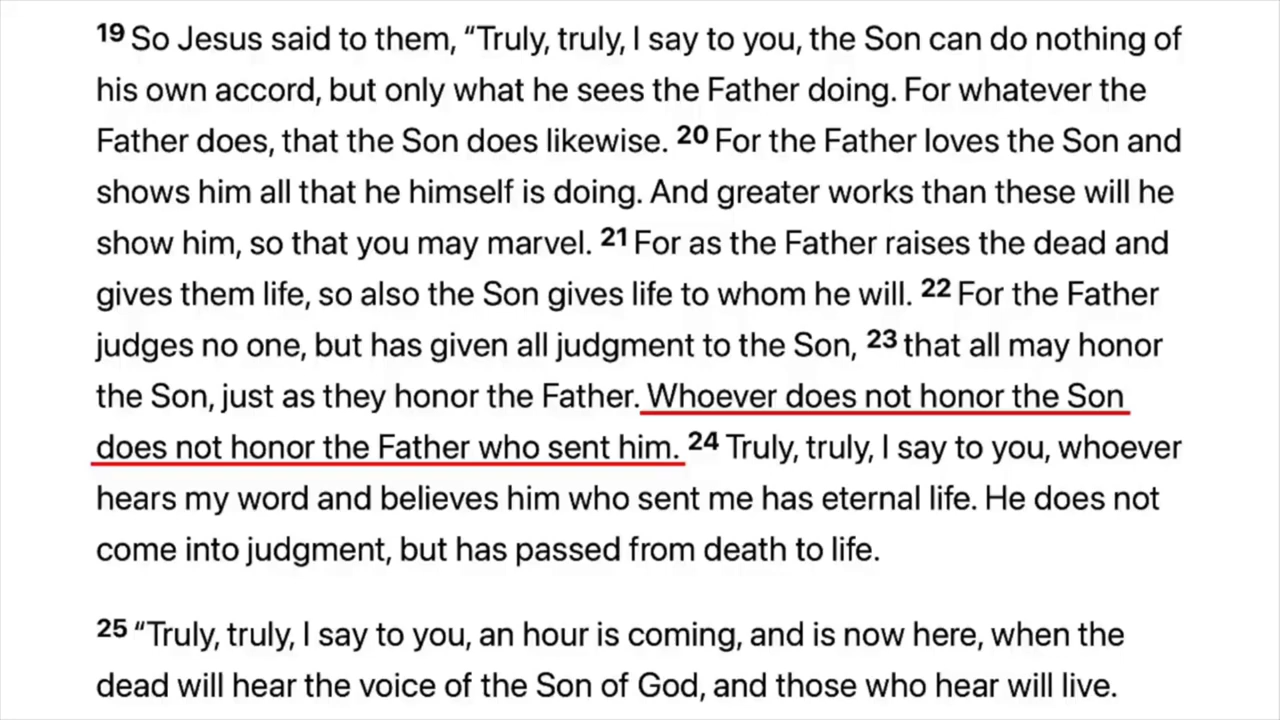 19 So Jesus said to them, “Truly, truly, I say to you, the Son can do nothing of
his own accord, but only what he sees the Father doing. For whatever the
Father does, that the Son does likewise. 20 For the Father loves the Son and
shows him all that he himself is doing. And greater works than these will he
show him, so that you may marvel. 21 For as the Father raises the dead and
gives them life, so also the Son gives life to whom he will. 22 For the Father
judges no one, but has given all judgment to the Son, 23 that all may honor
the Son, just as they honor the Father. Whoever does not honor the Son
does not honor the Father who sent him. 24 Truly, truly, I say to you, whoever
hears my word and believes him who sent me has eternal life. He does not
come into judgment, but has passed from death to life.
25 “Truly, truly, I say to you, an hour is coming, and is now here, when the
dead will hear the voice of the Son of God, and those who hear will live.